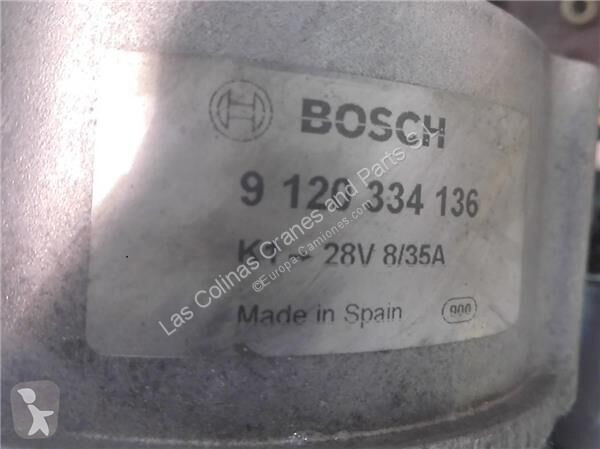 BOSCH
9 120 334 136
K1 ~ 28V 8/35A
Made in Spain 900
Las Colinas Cranes and Parts
©Europa-Camiones.com